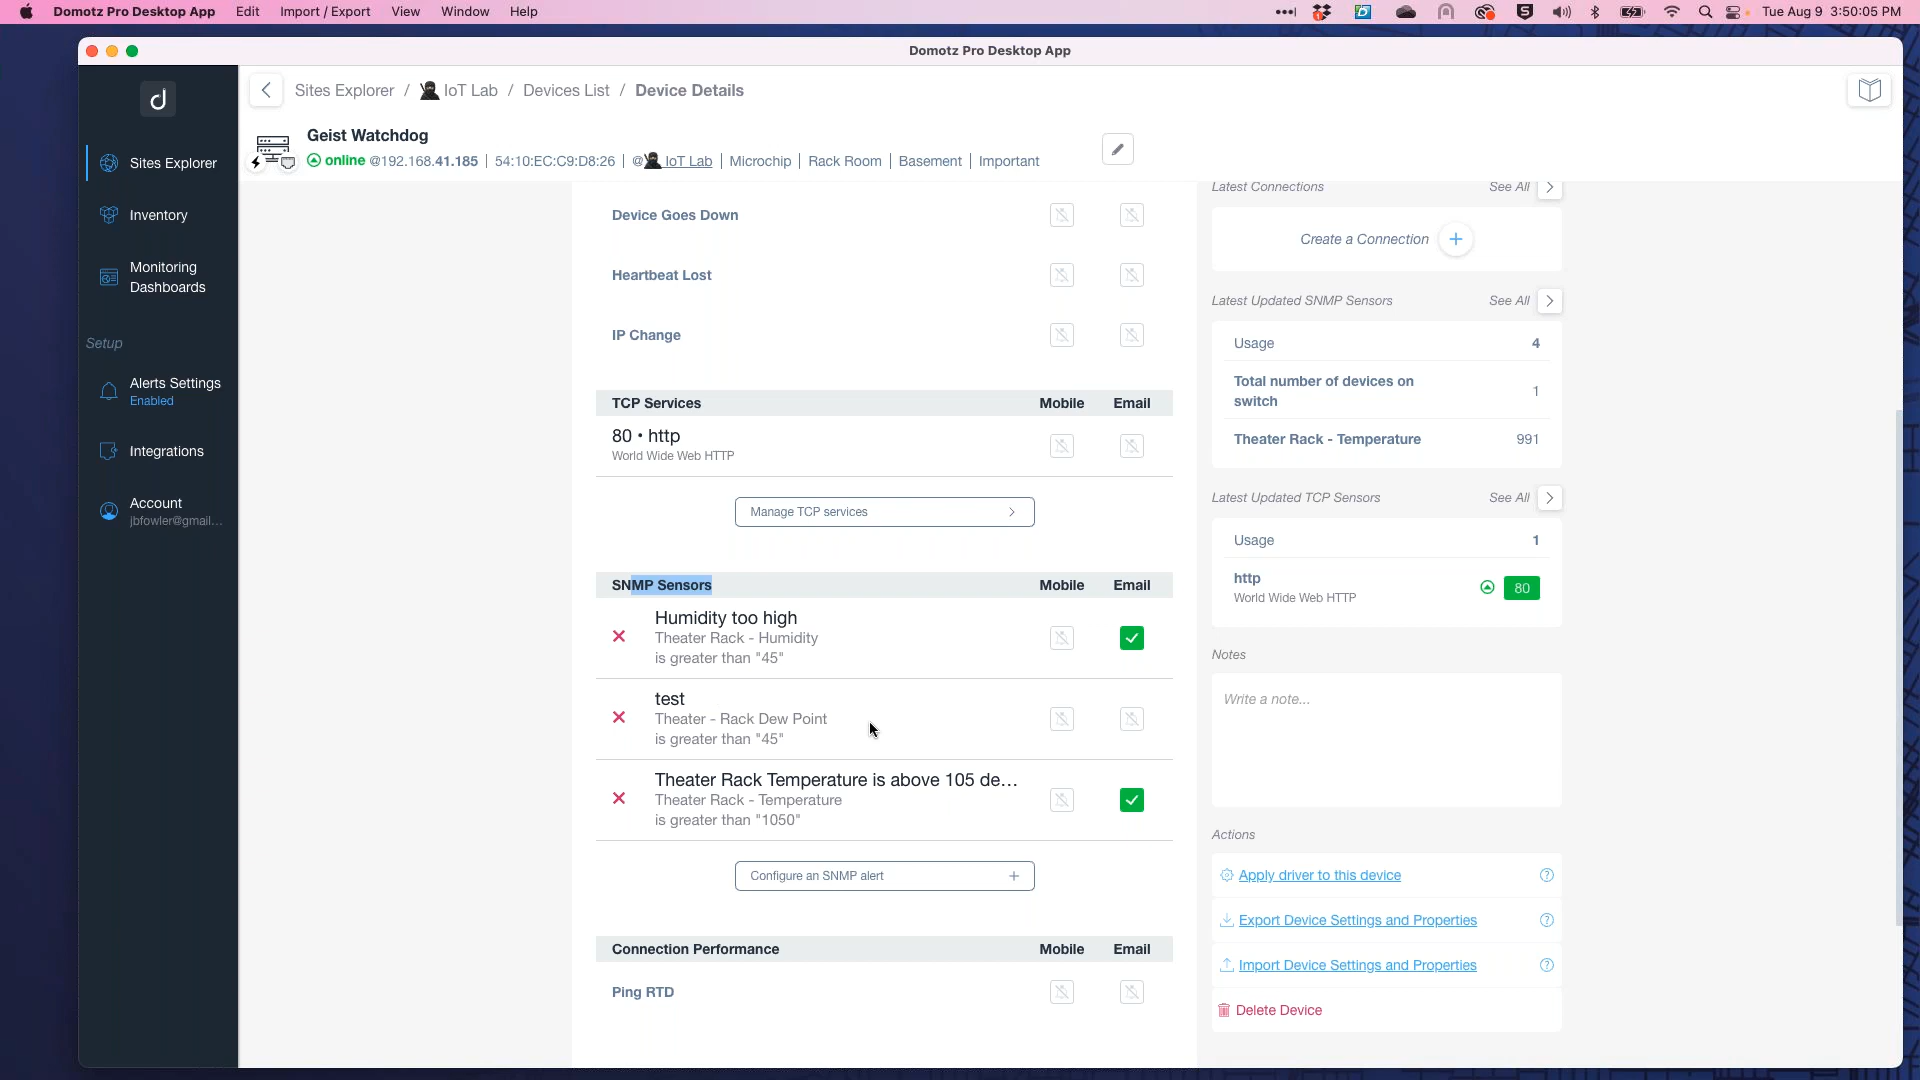 Domotz Pro Desktop App Edit Import / Export View Window Help Tue Aug 9 3:50:05 PM
Domotz Pro Desktop App
Sites Explorer / IoT Lab / Devices List / Device Details
Geist Watchdog
online @192.168.41.185 | 54:10:EC:C9:D8:26 | @ IoT Lab | Microchip | Rack Room | Basement | Important
Sites Explorer
Inventory
Monitoring
Dashboards
Setup
Alerts Settings
Enabled
Integrations
Account
jbfowler@gmail...
Device Goes Down
Heartbeat Lost
IP Change
TCP Services Mobile Email
80 • http
World Wide Web HTTP
Manage TCP services
SNMP Sensors Mobile Email
Humidity too high
Theater Rack - Humidity
is greater than "45"
test
Theater - Rack Dew Point
is greater than "45"
Theater Rack Temperature is above 105 de...
Theater Rack - Temperature
is greater than "1050"
Configure an SNMP alert
Connection Performance Mobile Email
Ping RTD
Latest Connections See All
Create a Connection
Latest Updated SNMP Sensors See All
Usage 4
Total number of devices on
switch 1
Theater Rack - Temperature 991
Latest Updated TCP Sensors See All
Usage 1
http 80
World Wide Web HTTP
Notes
Write a note...
Actions
Apply driver to this device
Export Device Settings and Properties
Import Device Settings and Properties
Delete Device